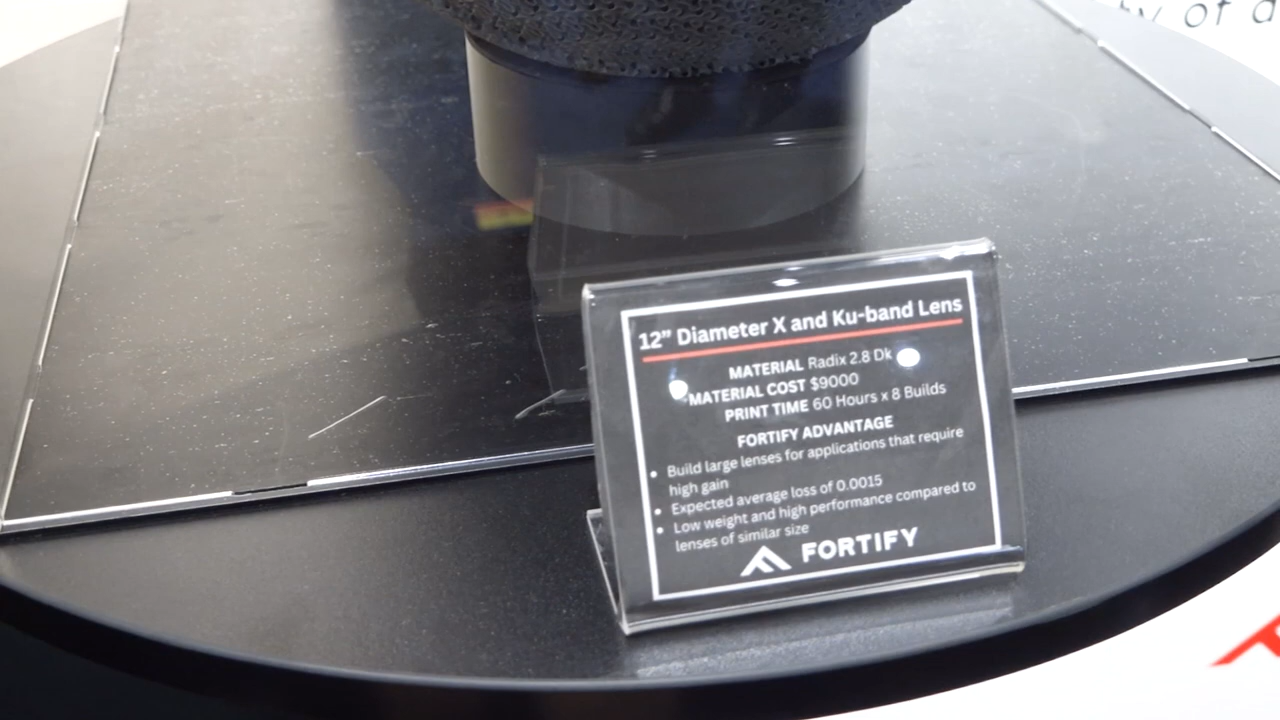 of
12” Diameter X and Ku-band Lens
MATERIAL Radix 2.8 Dk
MATERIAL COST $9000
PRINT TIME 60 Hours x 8 Builds
FORTIFY ADVANTAGE
• Build large lenses for applications that require
high gain
• Expected average loss of 0.0015
• Low weight and high performance compared to
lenses of similar size
FORTIFY